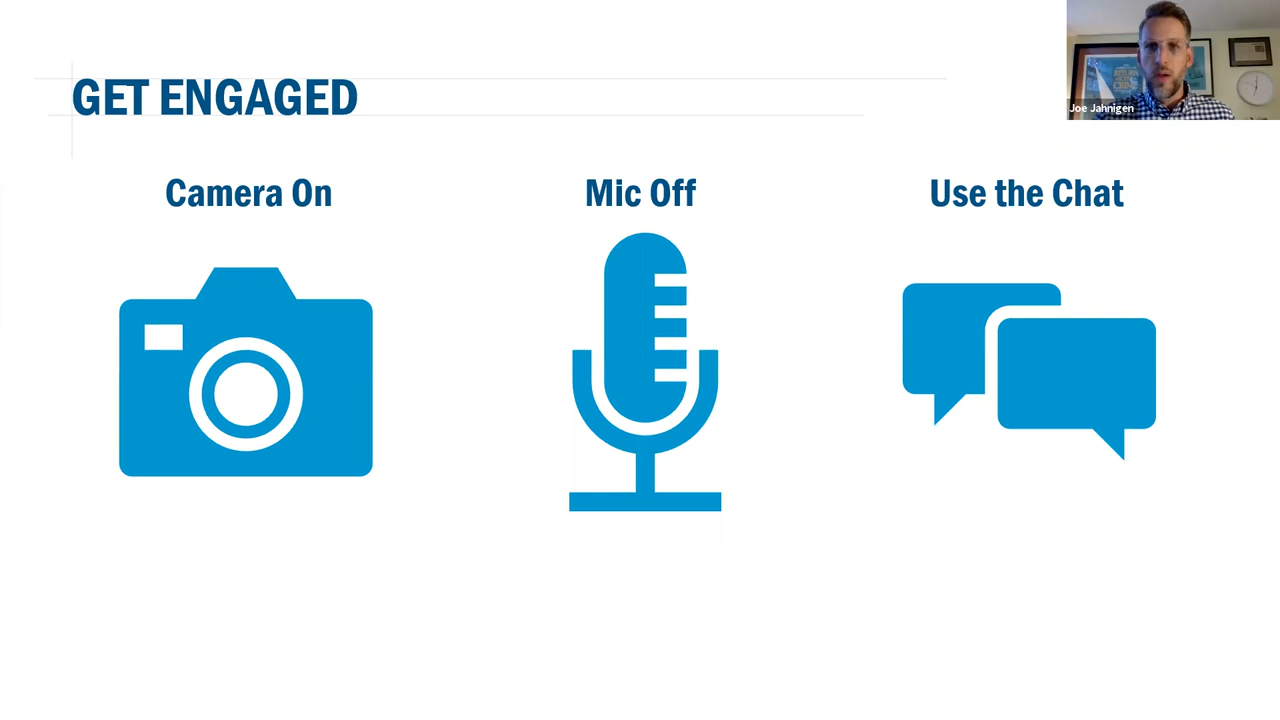 GET ENGAGED
Joe Jahnigen
Camera On
Mic Off
Use the Chat